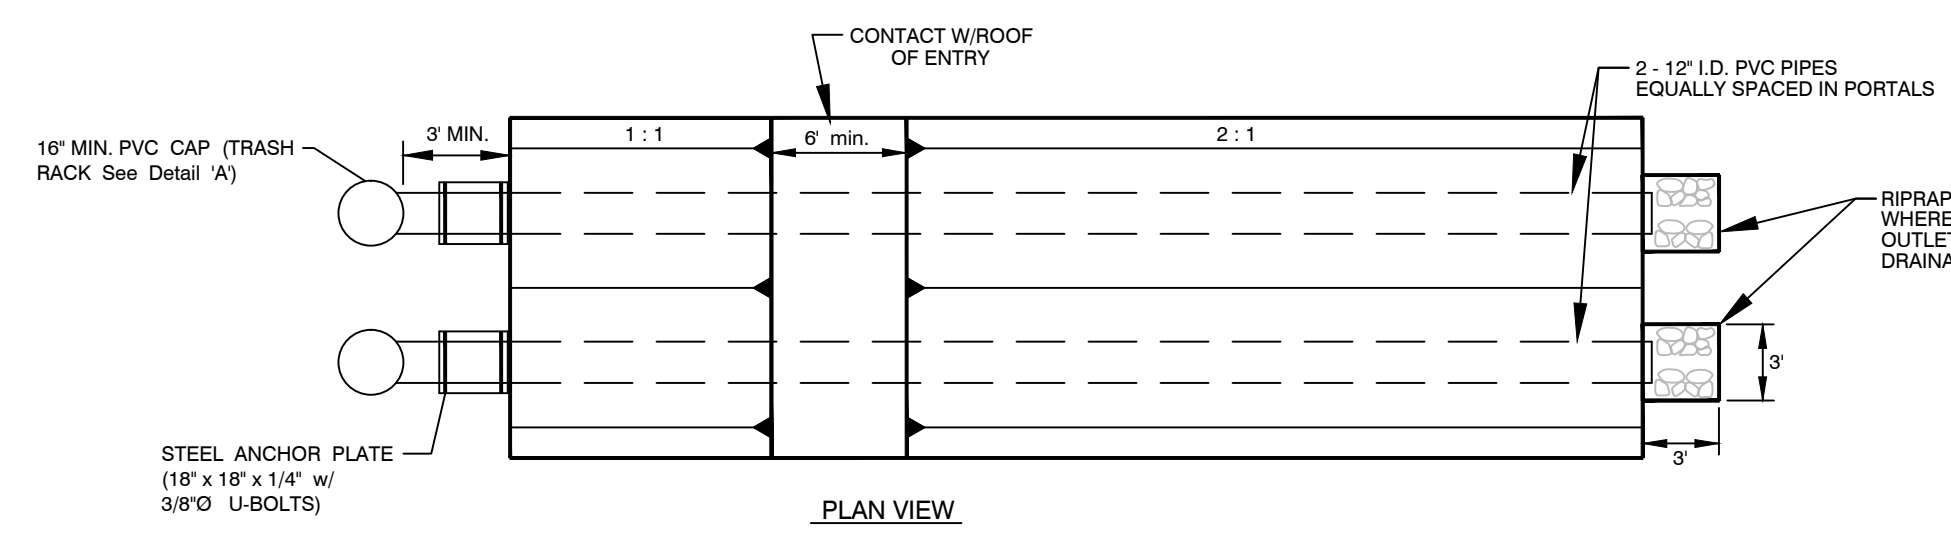 CONTACT W/ROOF
OF ENTRY
2 - 12" I.D. PVC PIPES
EQUALLY SPACED IN PORTALS
16" MIN. PVC CAP (TRASH
RACK See Detail 'A')
3' MIN.
1 : 1
6' min.
2 : 1
RIPRAP
WHERE
OUTLET
DRAINA
3'
3'
STEEL ANCHOR PLATE
(18" x 18" x 1/4" w/
3/8"Ø U-BOLTS)
PLAN VIEW